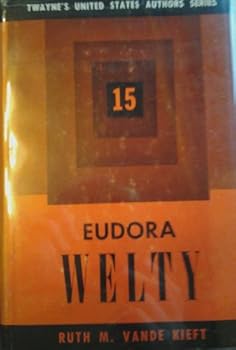 TWAYNE'S UNITED STATES AUTHORS SERIES
15
EUDORA
WELTY
RUTH M. VANDE KIEFT